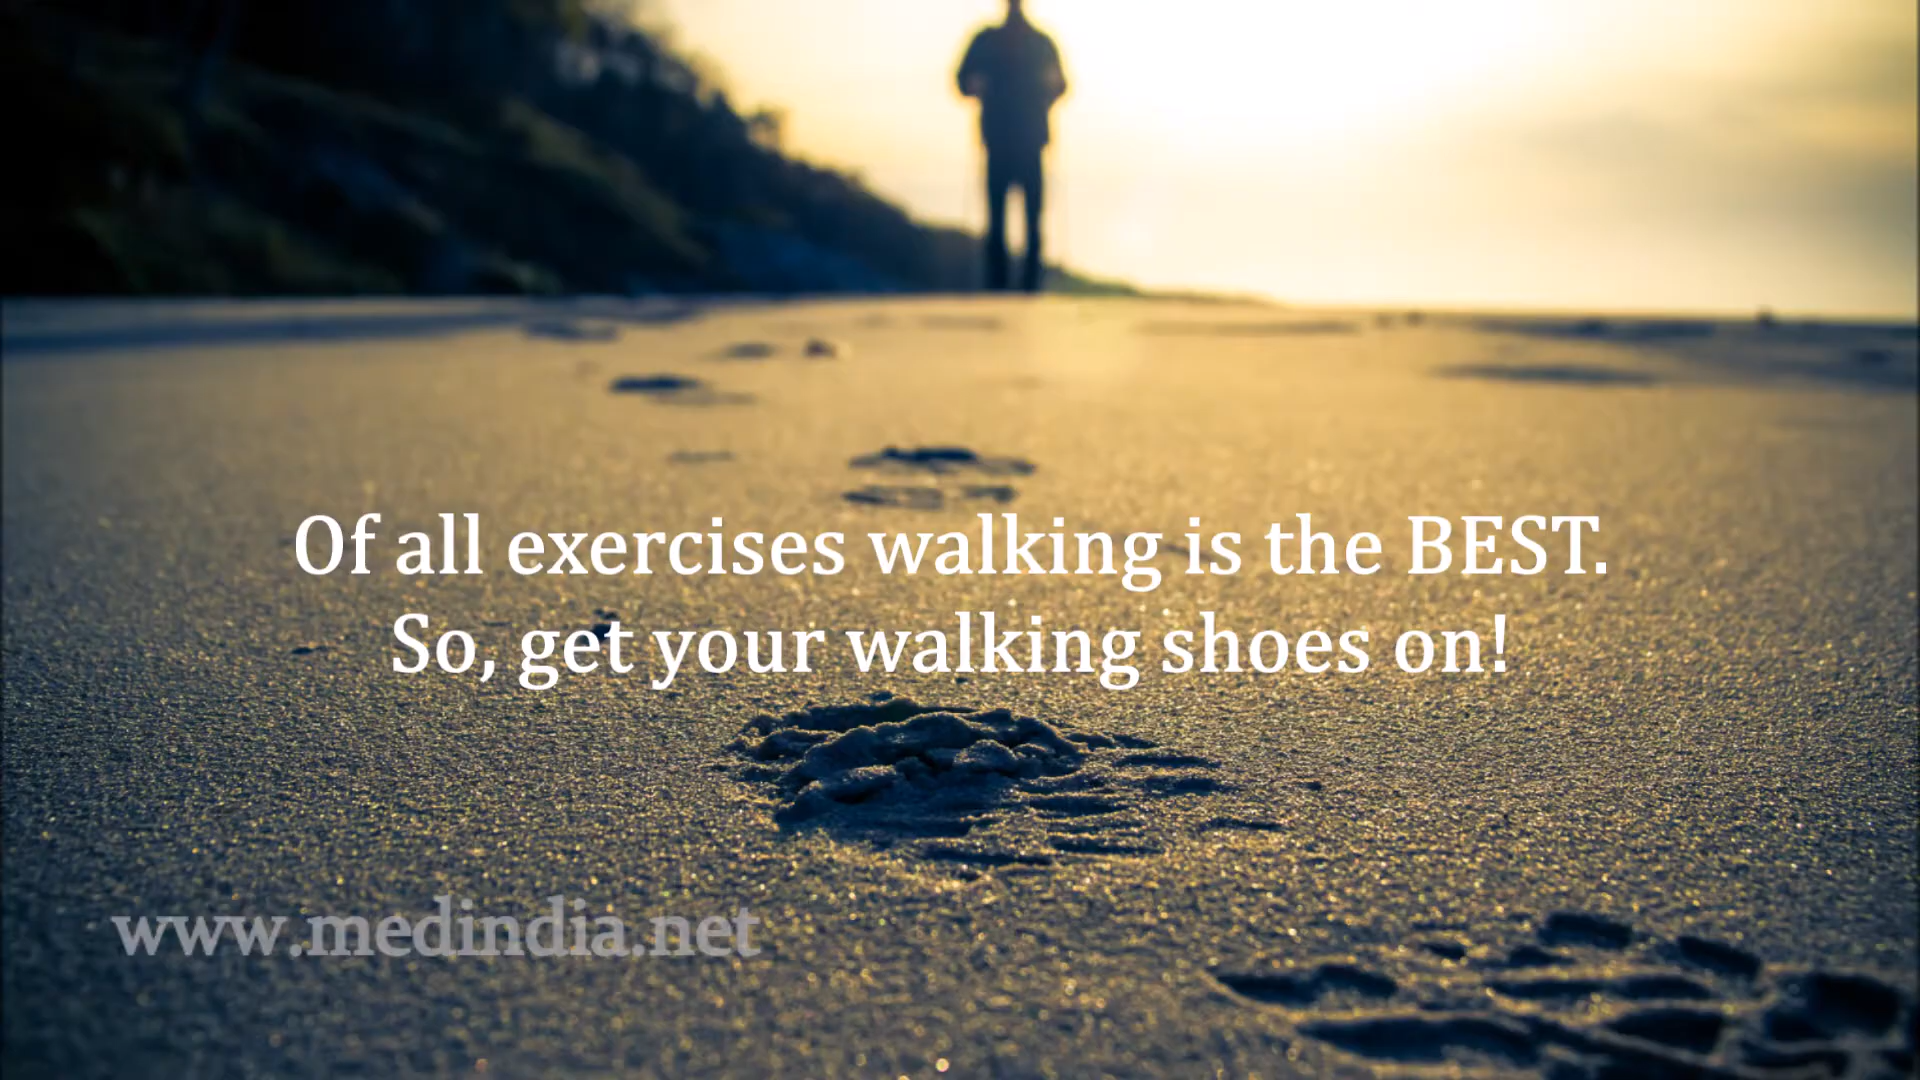 Of all exercises walking is the BEST.
So, get your walking shoes on!
www.medindia.net